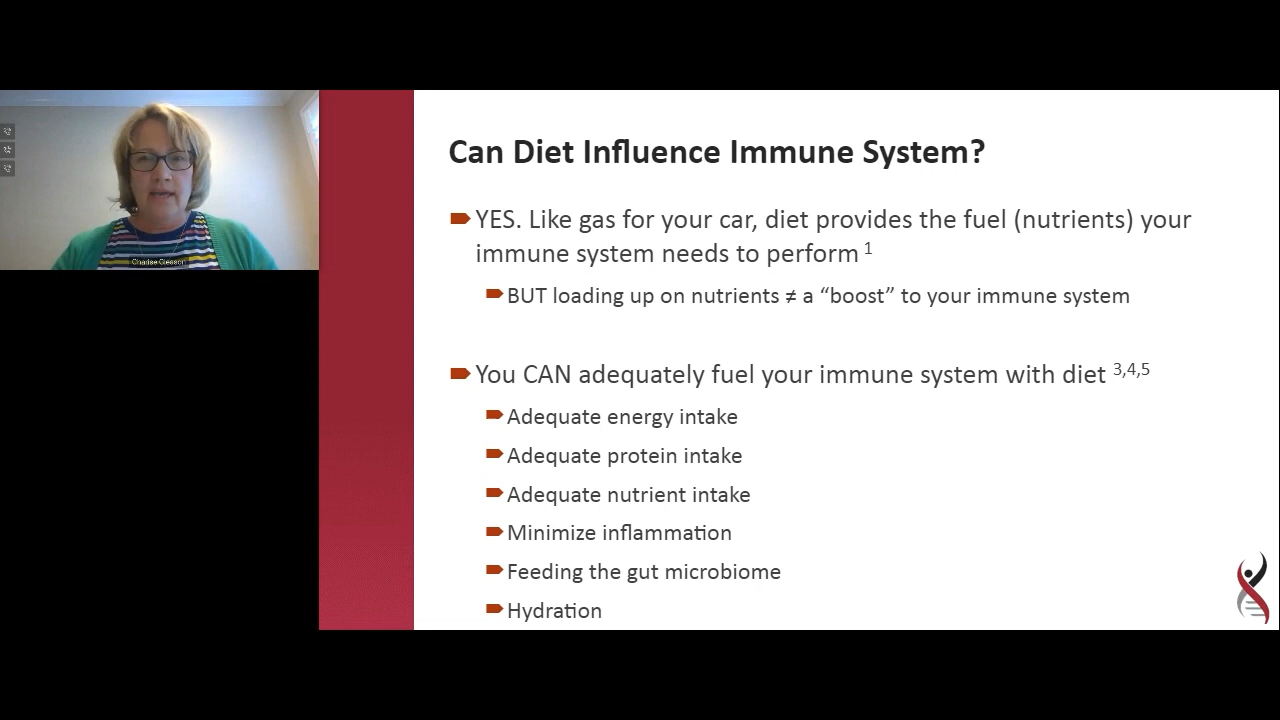 Charise Gleason
Can Diet Influence Immune System?
YES. Like gas for your car, diet provides the fuel (nutrients) your
immune system needs to perform 1
BUT loading up on nutrients ≠ a “boost” to your immune system
You CAN adequately fuel your immune system with diet 3,4,5
Adequate energy intake
Adequate protein intake
Adequate nutrient intake
Minimize inflammation
Feeding the gut microbiome
Hydration